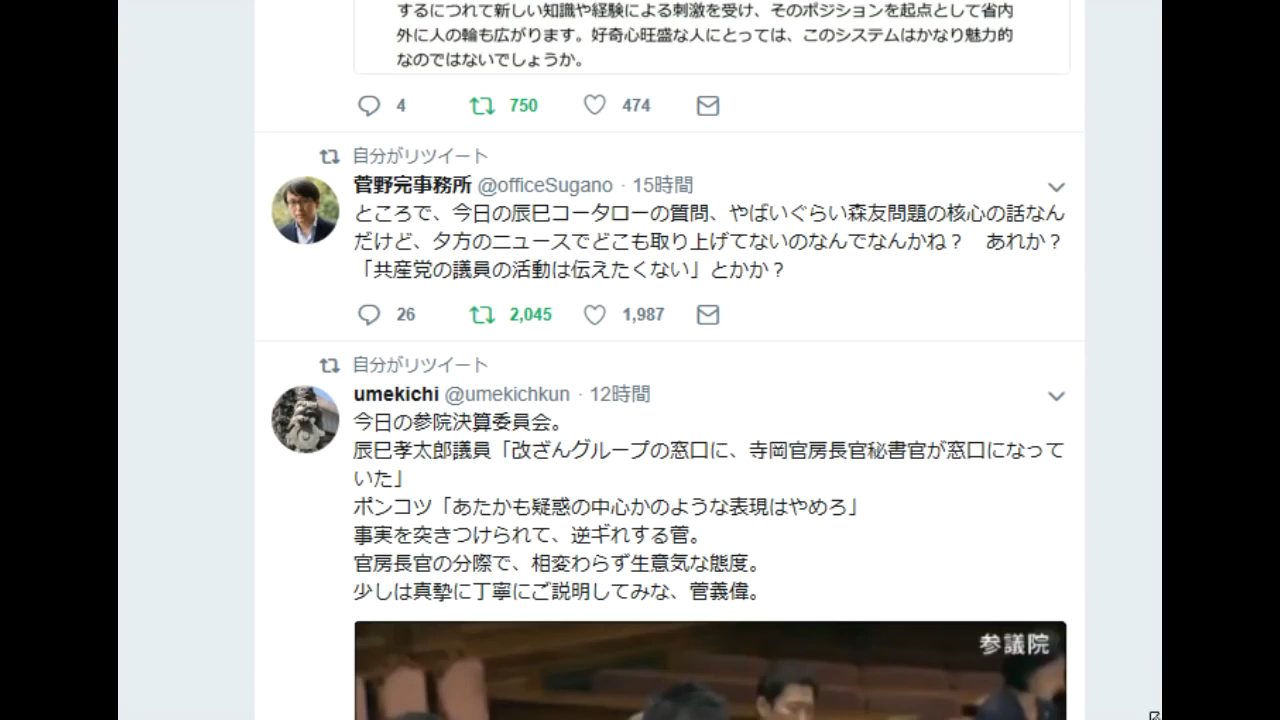 するにつれて新しい知識や経験による刺激を受け、そのポジションを起点として省内
外に人の輪も広がります。好奇心旺盛な人にとっては、このシステムはかなり魅力的
なのではないでしょうか。
4 750 474
自分がリツイート
菅野完事務所 @officeSugano · 15時間
ところで、今日の辰巳コータローの質問、やばいぐらい森友問題の核心の話なん
だけど、夕方のニュースでどこも取り上げてないのなんでなんかね？　あれか？
「共産党の議員の活動は伝えたくない」とかか？
26 2,045 1,987
自分がリツイート
umekichi @umekichkun · 12時間
今日の参院決算委員会。
辰巳孝太郎議員「改ざんグループの窓口に、寺岡官房長官秘書官が窓口になって
いた」
ポンコツ「あたかも疑惑の中心かのような表現はやめろ」
事実を突きつけられて、逆ギれする菅。
官房長官の分際で、相変わらず生意気な態度。
少しは真摯に丁寧にご説明してみな、菅義偉。
参議院